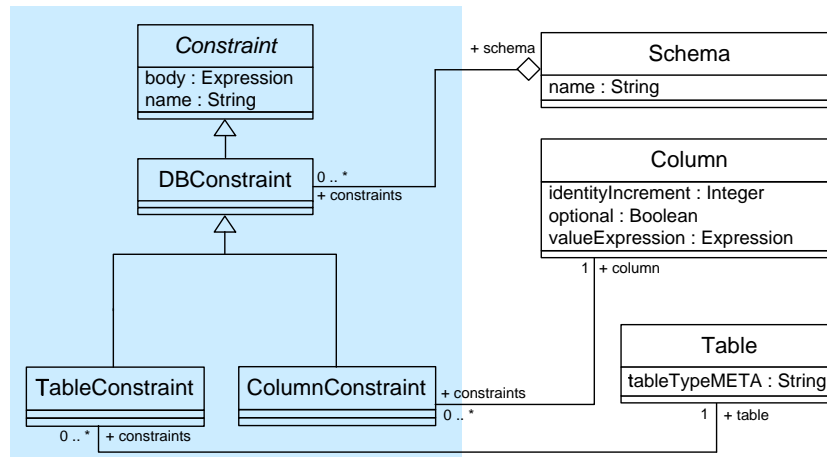 Constraint
body : Expression
name : String
+ schema
Schema
name : String
DBConstraint
0 .. *
+ constraints
Column
identityIncrement : Integer
optional : Boolean
valueExpression : Expression
1
+ column
TableConstraint
ColumnConstraint
+ constraints
0 .. *
Table
tableTypeMETA : String
0 .. *
+ constraints
1
+ table